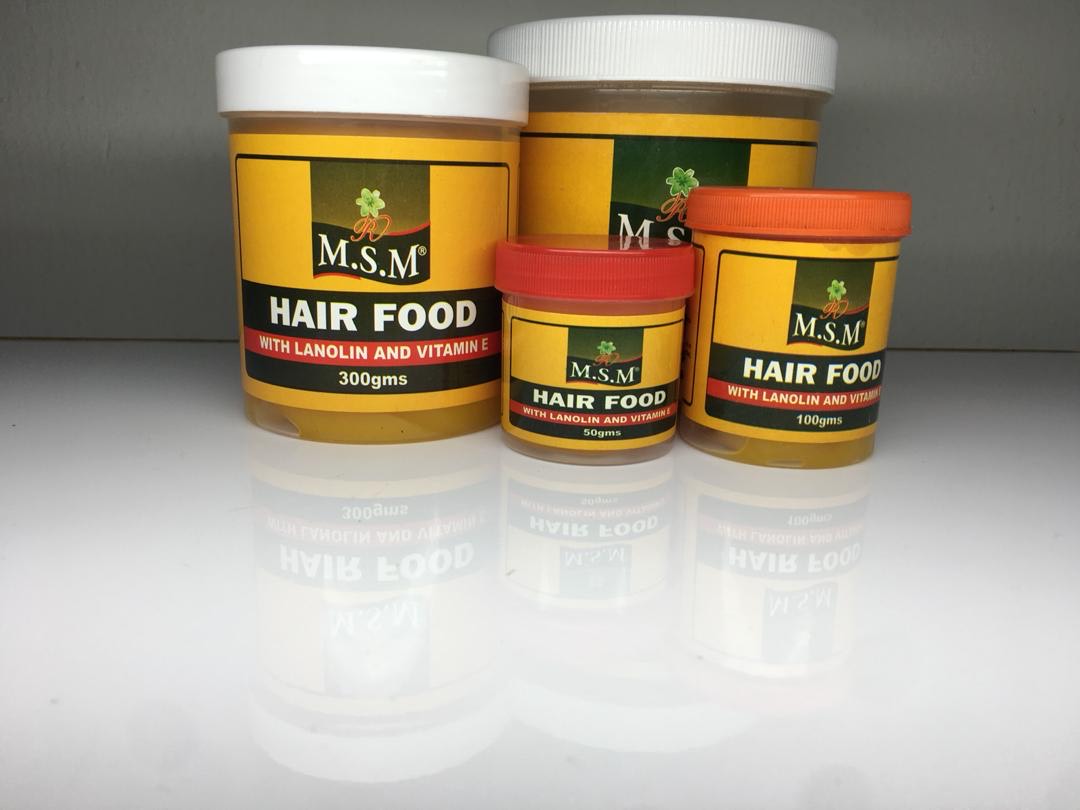 M.S.M®
HAIR FOOD
WITH LANOLIN AND VITAMIN E
300gms
M.S
M.S.M®
HAIR FOOD
WITH LANOLIN AND VITAMIN E
50gms
M.S.M®
HAIR FOOD
WITH LANOLIN AND VITAMIN E
100gms